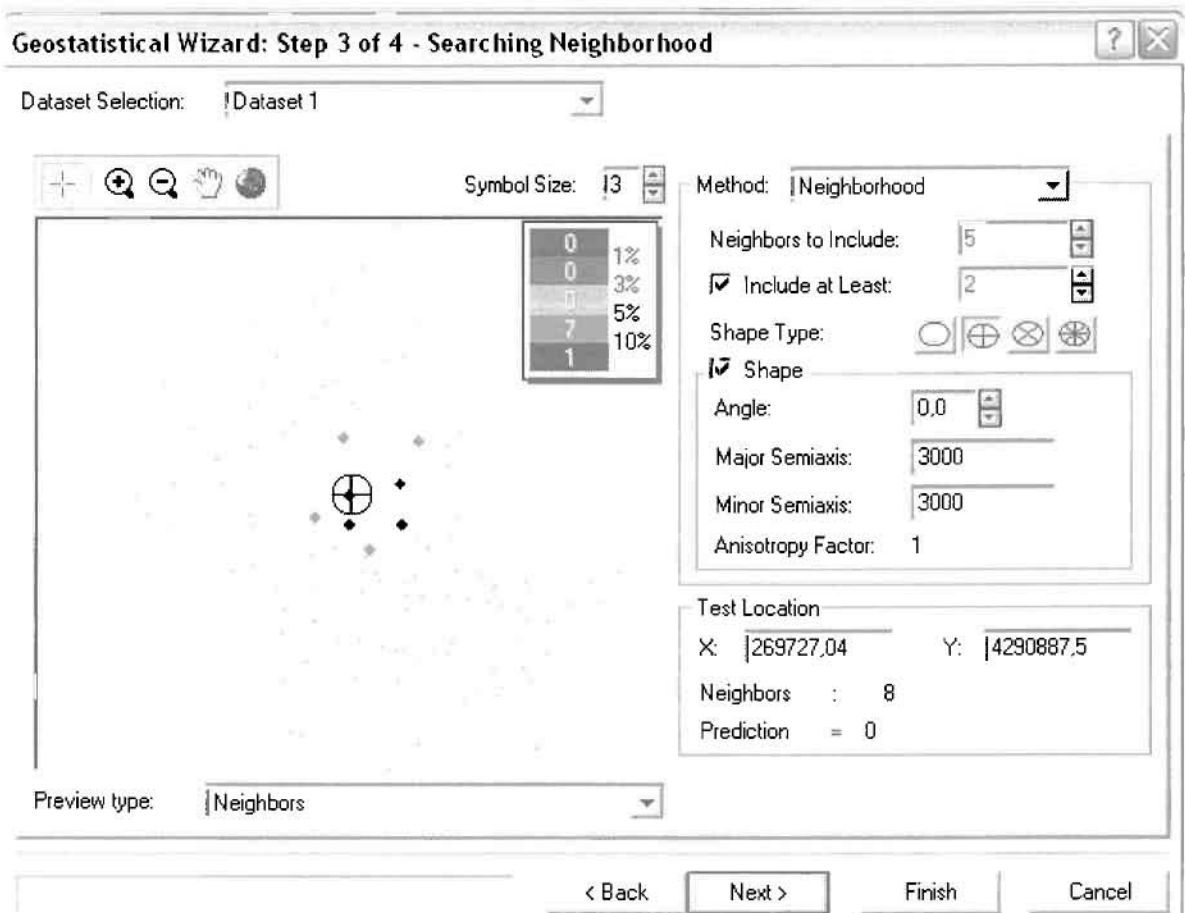 Geostatistical Wizard: Step 3 of 4 - Searching Neighborhood
Dataset Selection: Dataset 1
Symbol Size: 3
0
0
0
7
1
1%
3%
5%
10%
Method: Neighborhood
Neighbors to Include: 5
Include at Least: 2
Shape Type:
Shape
Angle: 0,0
Major Semiaxis: 3000
Minor Semiaxis: 3000
Anisotropy Factor: 1
Test Location
X: 269727,04 Y: 4290887,5
Neighbors : 8
Prediction = 0
Preview type: Neighbors
< Back Next > Finish Cancel